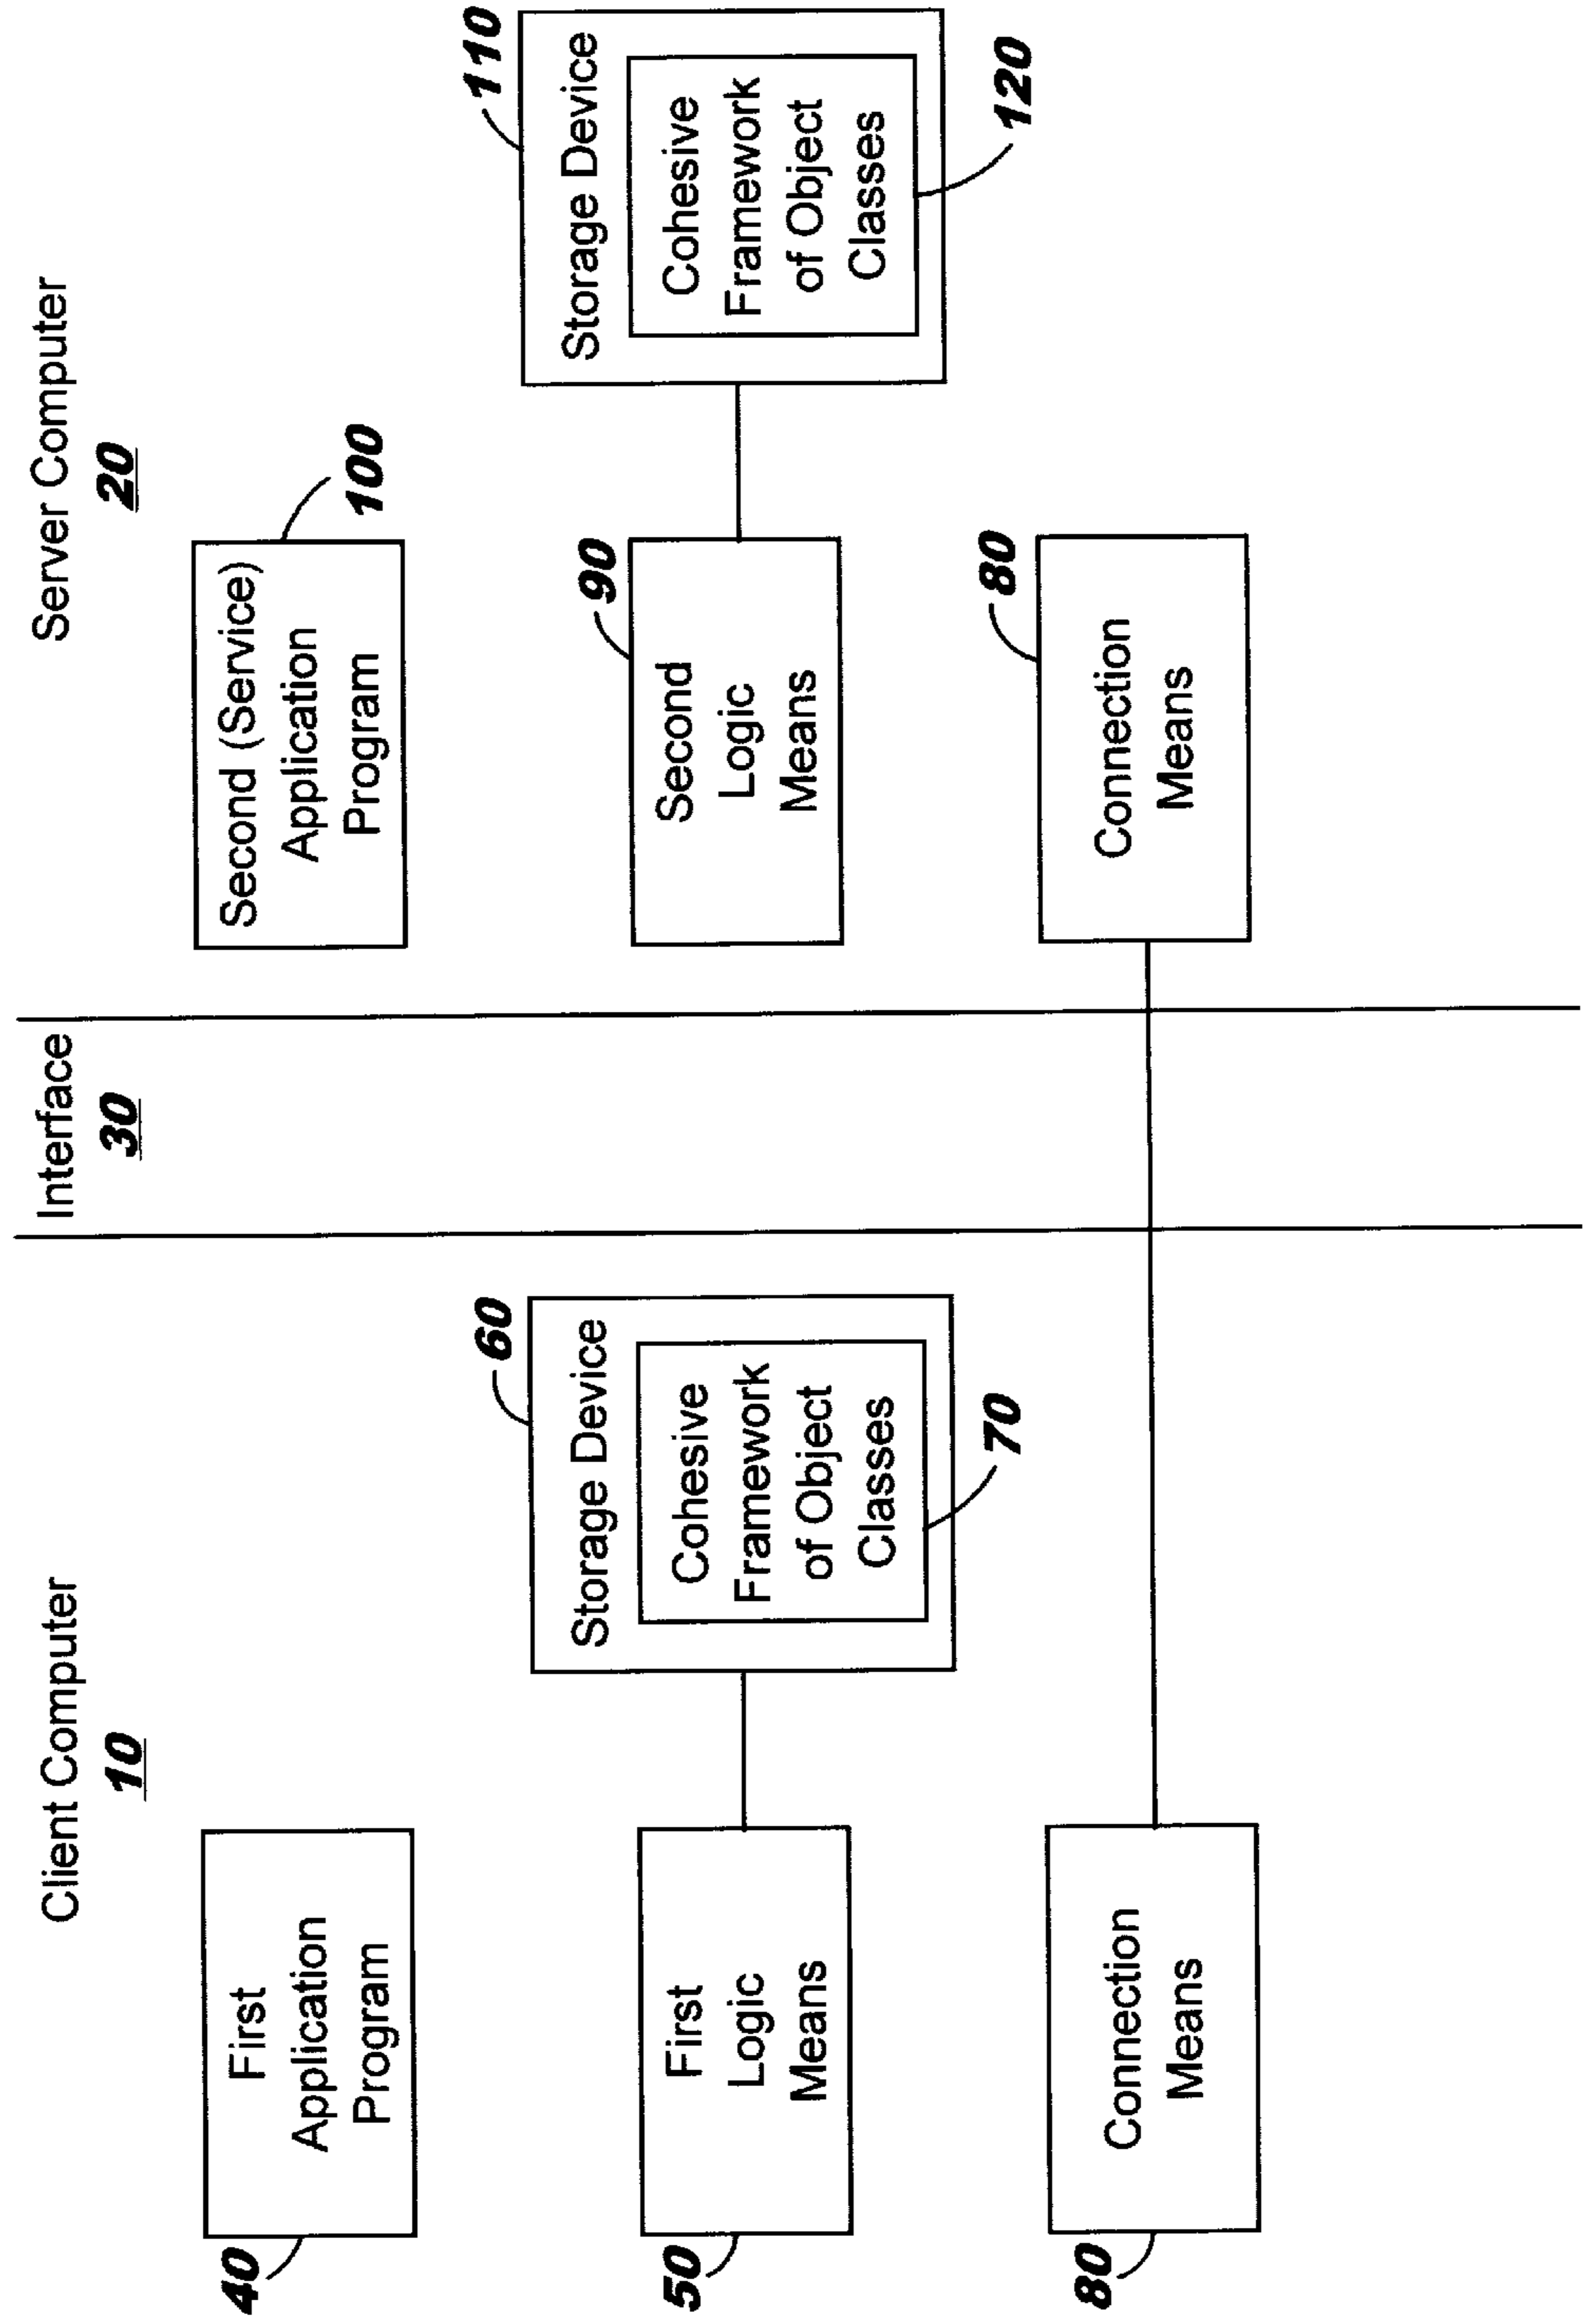 Client Computer
10
Interface
30
Server Computer
20
40
First
Application
Program
Second (Service)
Application
Program
100
50
First
Logic
Means
60
Storage Device
Cohesive
Framework
of Object
Classes
70
90
Second
Logic
Means
110
Storage Device
Cohesive
Framework
of Object
Classes
120
80
Connection
Means
80
Connection
Means